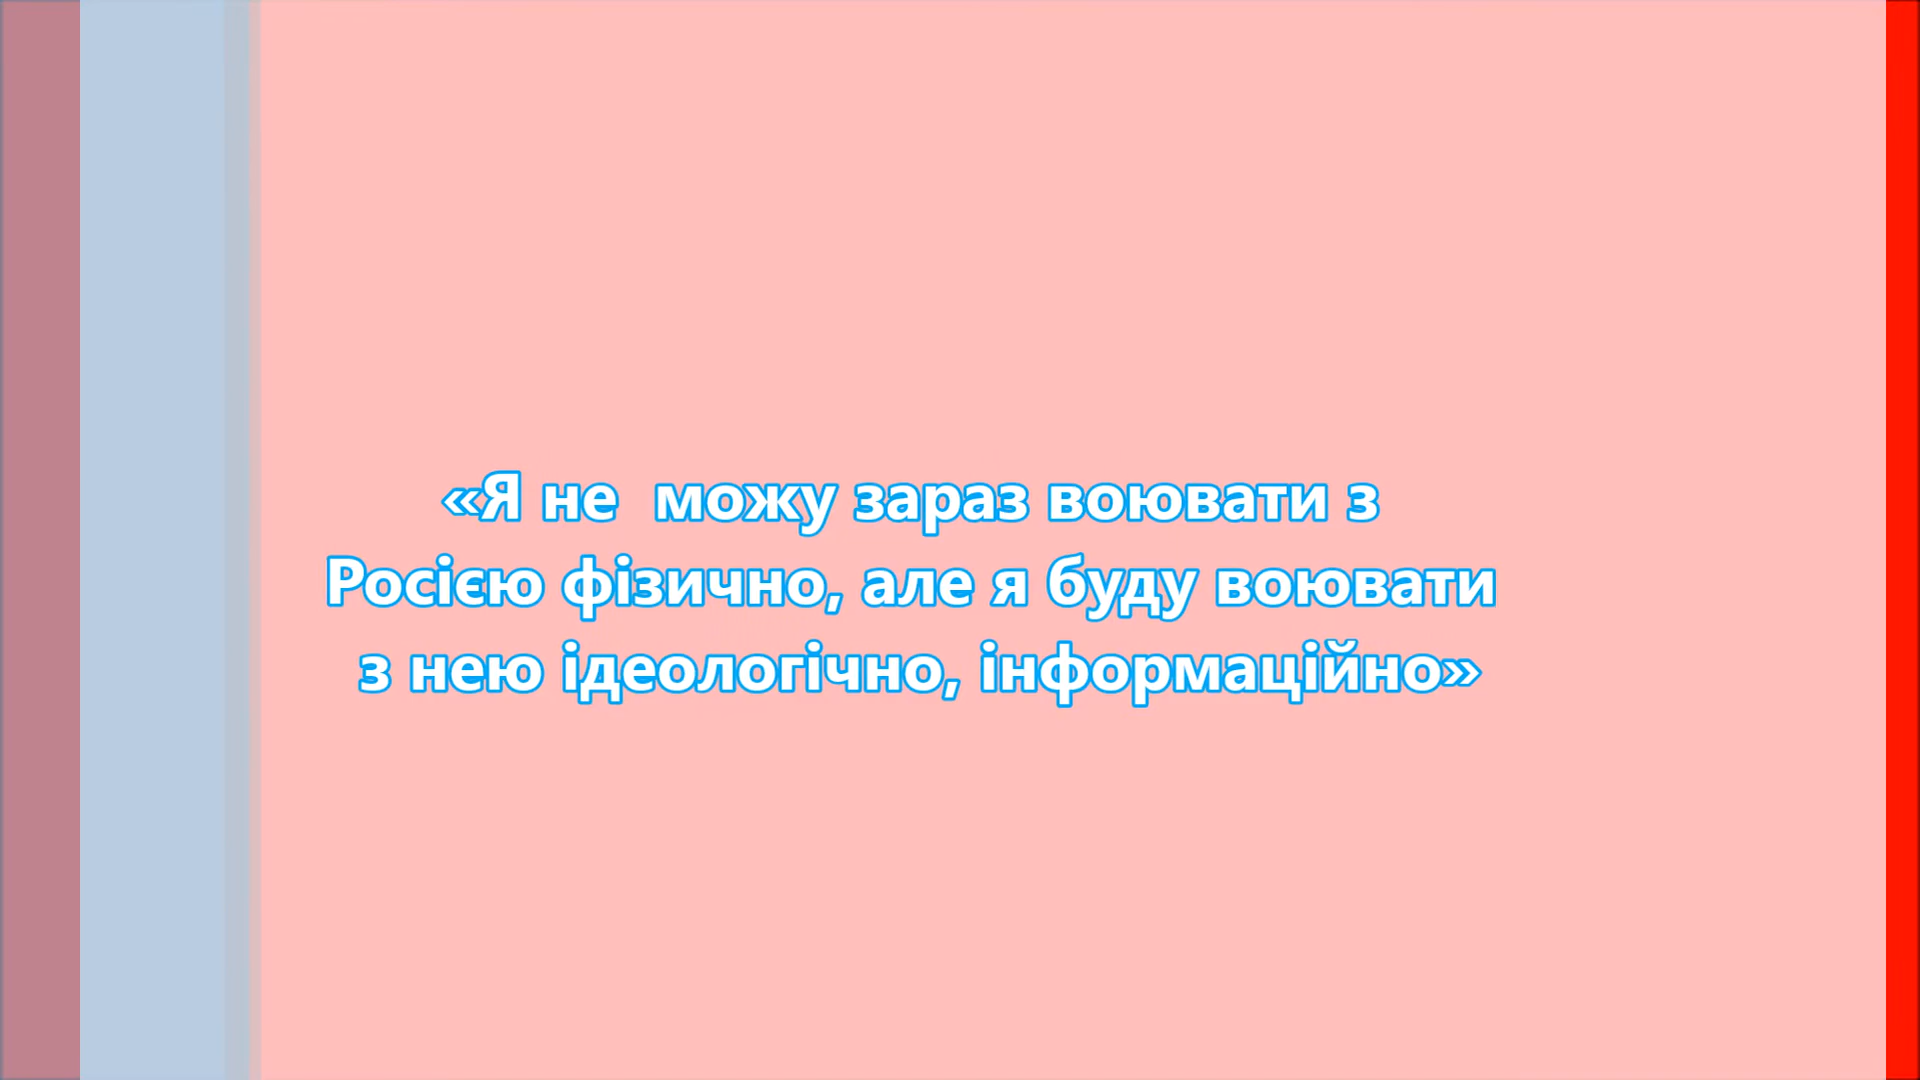 «Я не  можу зараз воювати з
Росією фізично, але я буду воювати
з нею ідеологічно, інформаційно»